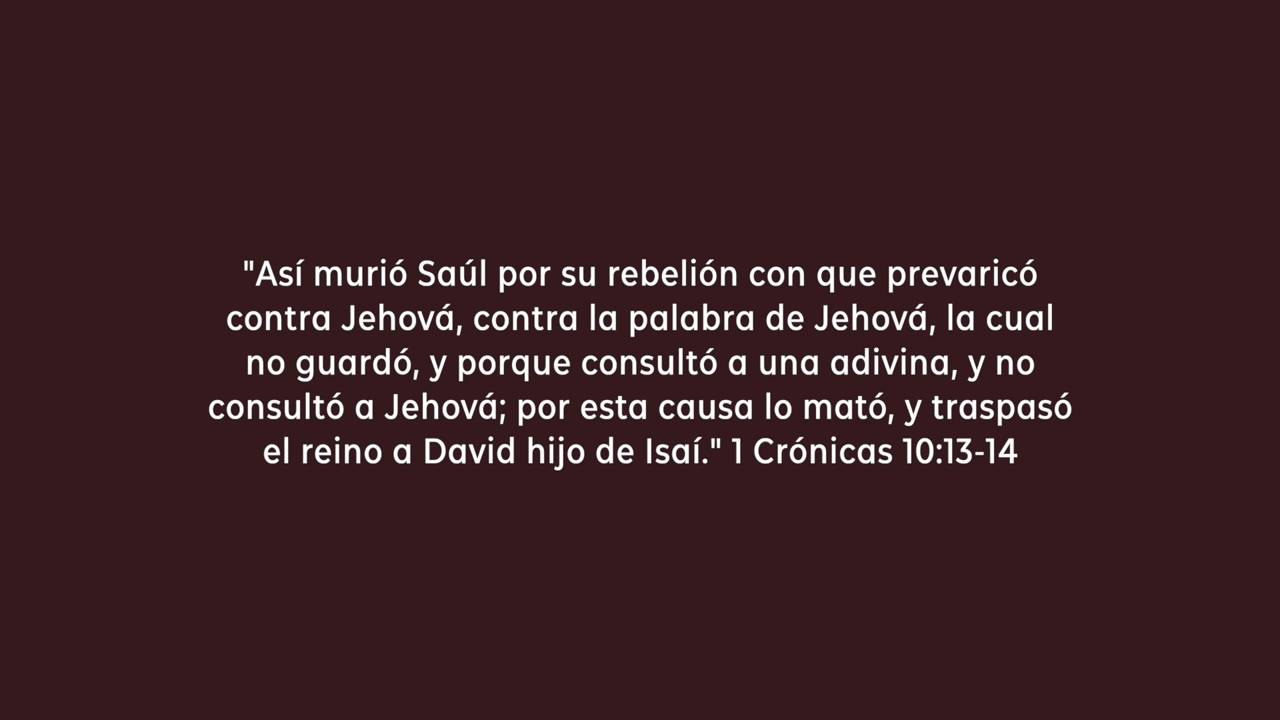 "Así murió Saúl por su rebelión con que prevaricó
contra Jehová, contra la palabra de Jehová, la cual
no guardó, y porque consultó a una adivina, y no
consultó a Jehová; por esta causa lo mató, y traspasó
el reino a David hijo de Isaí." 1 Crónicas 10:13-14